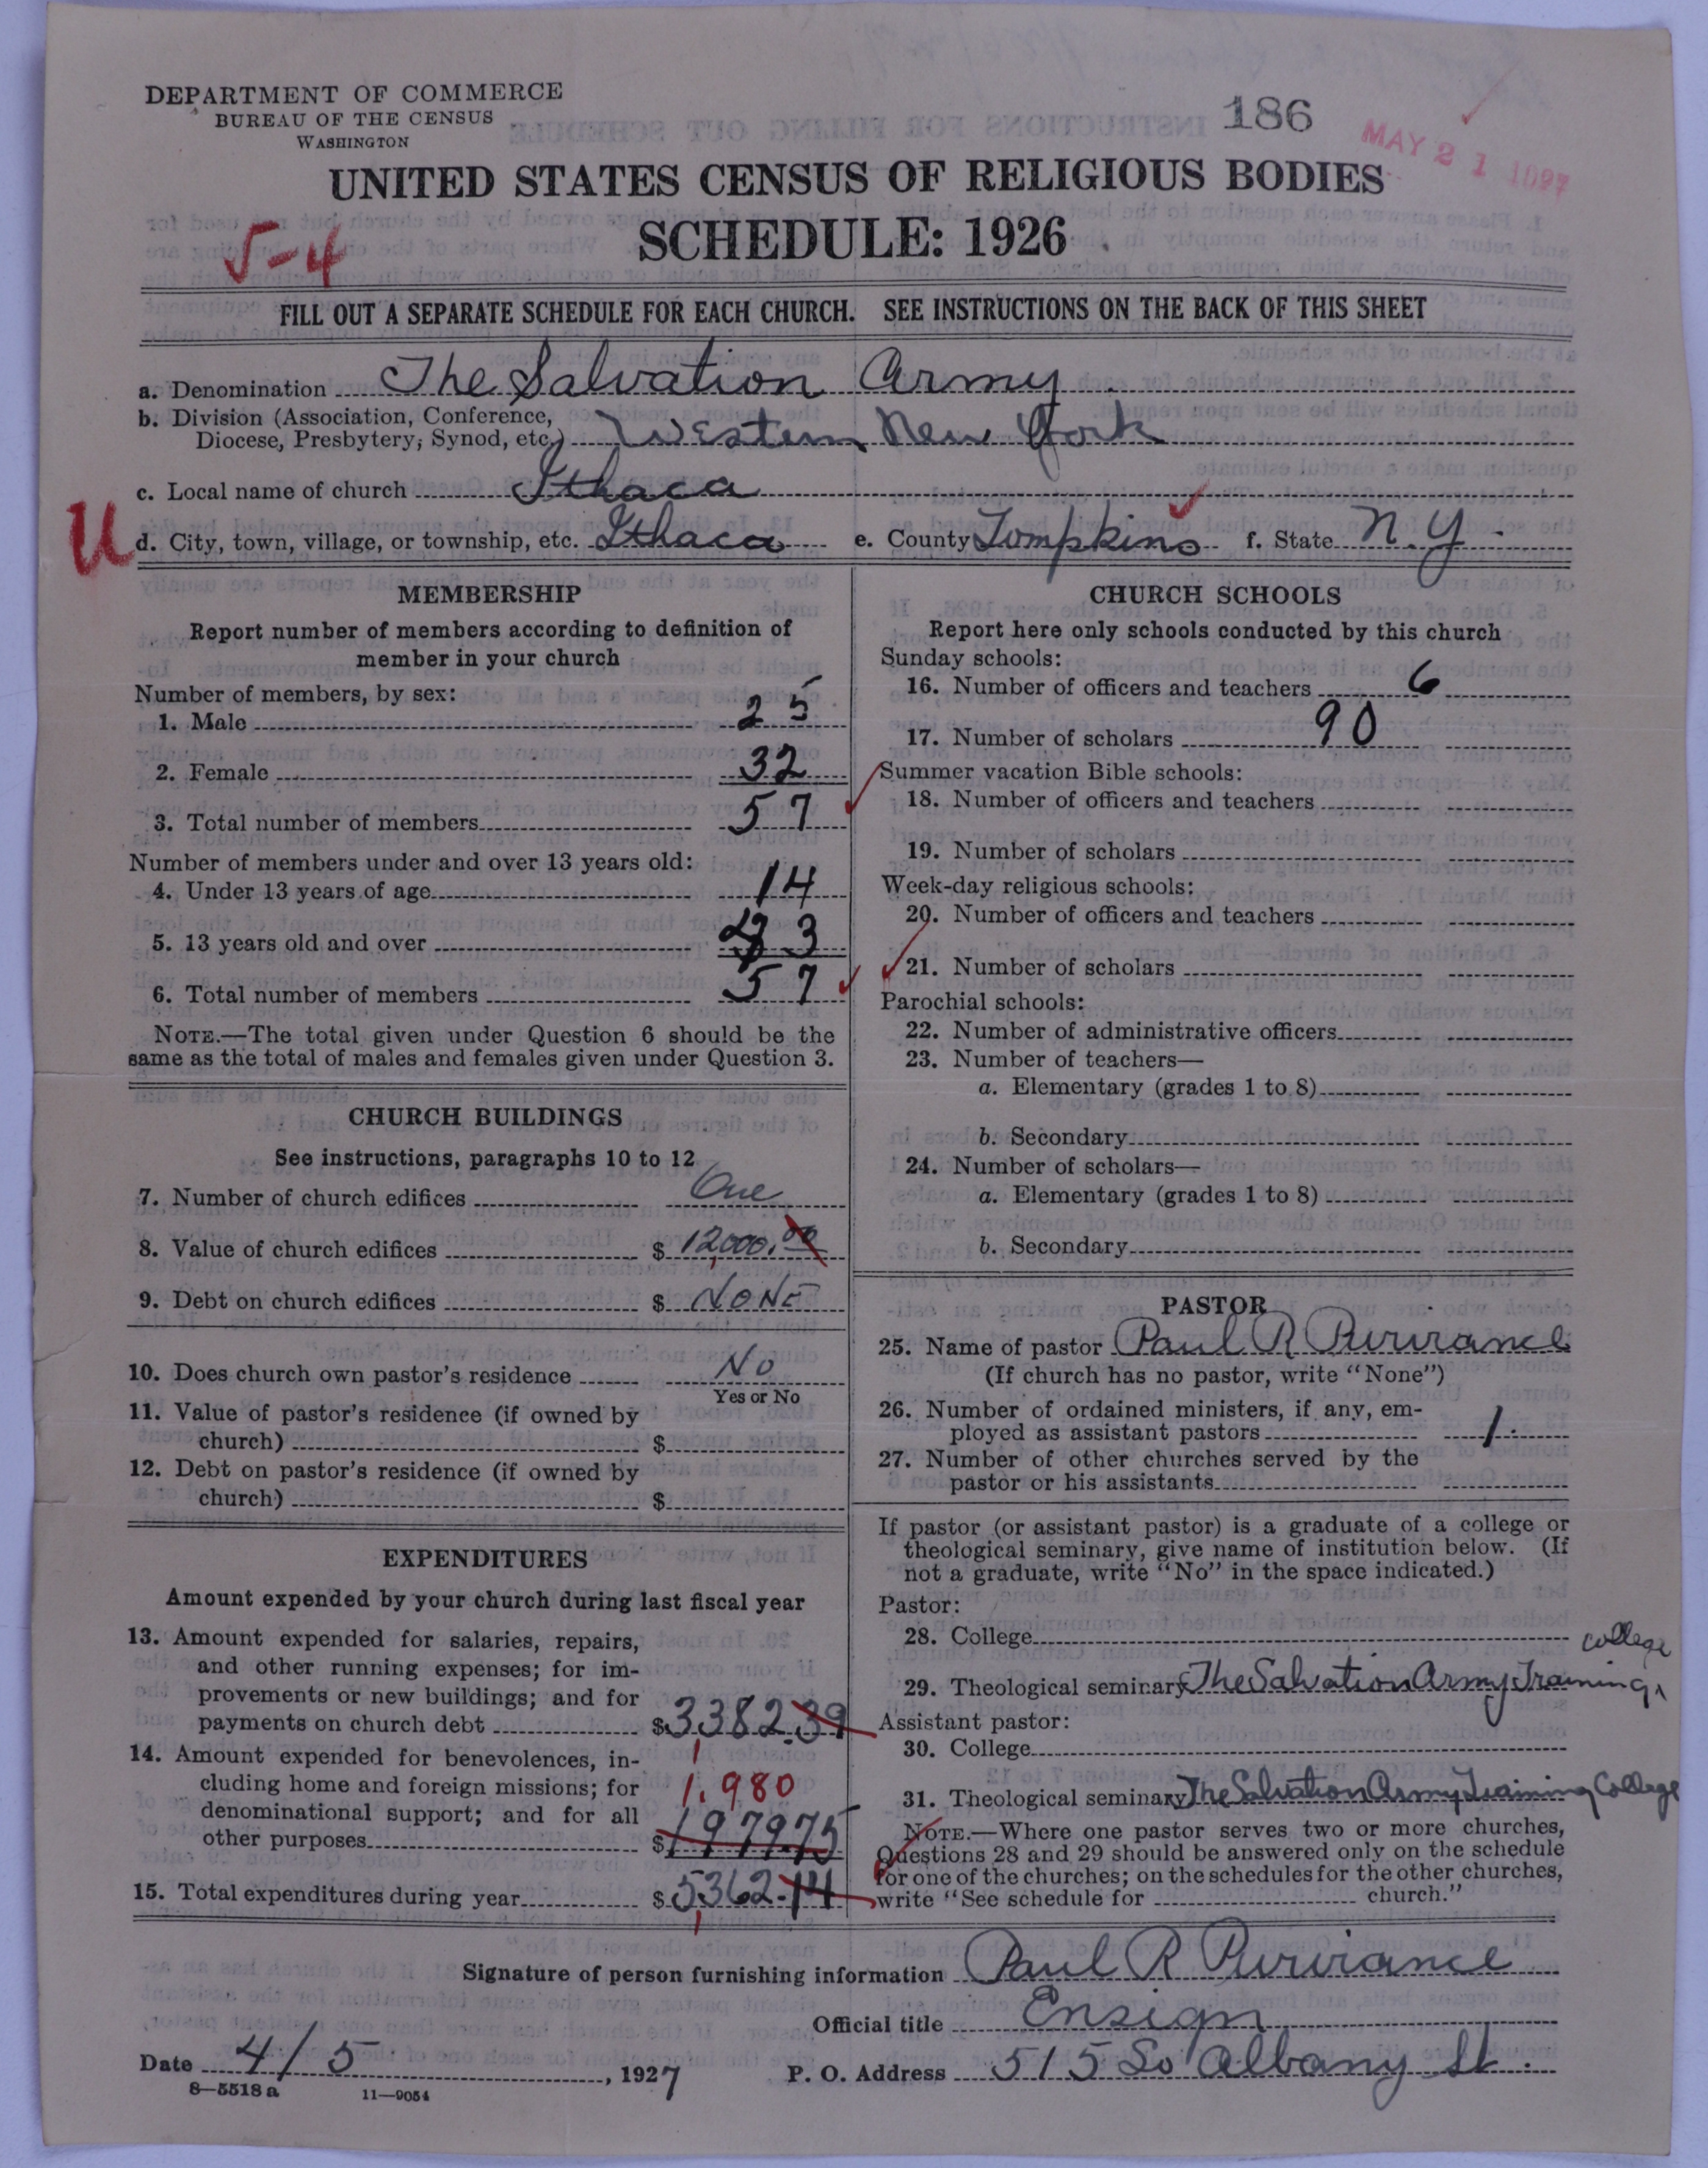 DEPARTMENT OF COMMERCE
BUREAU OF THE CENSUS
WASHINGTON
186
MAY 21 1927
UNITED STATES CENSUS OF RELIGIOUS BODIES
SCHEDULE: 1926
5-4
FILL OUT A SEPARATE SCHEDULE FOR EACH CHURCH. SEE INSTRUCTIONS ON THE BACK OF THIS SHEET
a. Denomination The Salvation Army
b. Division (Association, Conference,
Diocese, Presbytery, Synod, etc.) Western New York
c. Local name of church Ithaca
U
d. City, town, village, or township, etc. Ithaca e. County Tompkins f. State N.Y.
MEMBERSHIP
Report number of members according to definition of
member in your church
Number of members, by sex:
1. Male 25
2. Female 32
3. Total number of members 57
Number of members under and over 13 years old:
4. Under 13 years of age 14
5. 13 years old and over 43
6. Total number of members 57
NOTE.—The total given under Question 6 should be the
same as the total of males and females given under Question 3.
CHURCH BUILDINGS
See instructions, paragraphs 10 to 12
7. Number of church edifices One
8. Value of church edifices $ 12,000.00
9. Debt on church edifices $ NONE
10. Does church own pastor's residence No
Yes or No
11. Value of pastor's residence (if owned by
church) $
12. Debt on pastor's residence (if owned by
church) $
EXPENDITURES
Amount expended by your church during last fiscal year
13. Amount expended for salaries, repairs,
and other running expenses; for im-
provements or new buildings; and for
payments on church debt $ 3382.39
14. Amount expended for benevolences, in-
cluding home and foreign missions; for 1,980
denominational support; and for all
other purposes $ 1979.75
15. Total expenditures during year $ 5362.14
CHURCH SCHOOLS
Report here only schools conducted by this church
Sunday schools:
16. Number of officers and teachers 6
17. Number of scholars 90
Summer vacation Bible schools:
18. Number of officers and teachers
19. Number of scholars
Week-day religious schools:
20. Number of officers and teachers
21. Number of scholars
Parochial schools:
22. Number of administrative officers
23. Number of teachers—
a. Elementary (grades 1 to 8)
b. Secondary
24. Number of scholars—
a. Elementary (grades 1 to 8)
b. Secondary
PASTOR
25. Name of pastor Paul R Purviance
(If church has no pastor, write "None")
26. Number of ordained ministers, if any, em-
ployed as assistant pastors 1.
27. Number of other churches served by the
pastor or his assistants
If pastor (or assistant pastor) is a graduate of a college or
theological seminary, give name of institution below. (If
not a graduate, write "No" in the space indicated.)
Pastor:
28. College
college
29. Theological seminary The Salvation Army Training
Assistant pastor:
30. College
31. Theological seminary The Salvation Army Training College
NOTE.—Where one pastor serves two or more churches,
Questions 28 and 29 should be answered only on the schedule
for one of the churches; on the schedules for the other churches,
write "See schedule for church."
Signature of person furnishing information Paul R Purviance
Official title Ensign
Date 4/5, 1927 P. O. Address 515 So Albany St.
8—5518a 11—9054